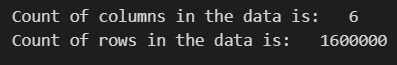 Count of columns in the data is:   6
Count of rows in the data is:   1600000